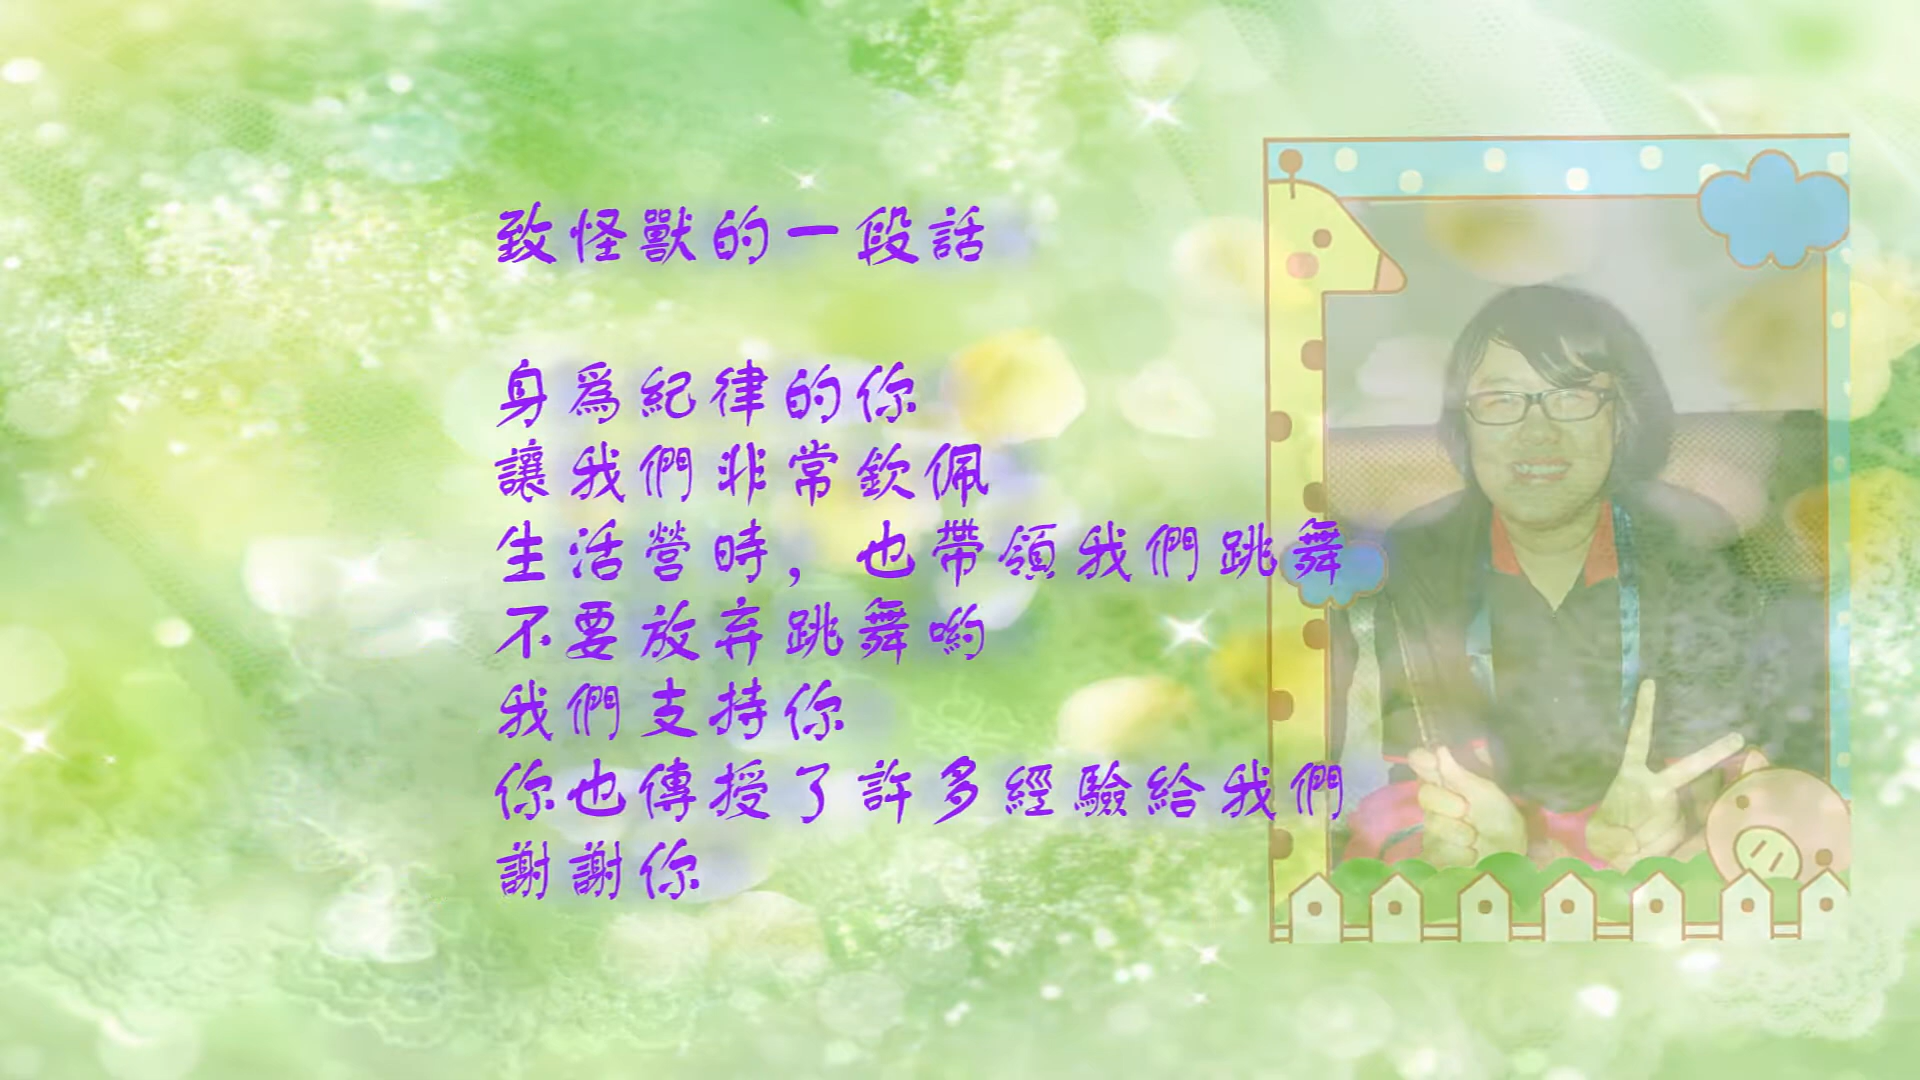 致怪獸的一段話
身為紀律的你
讓我們非常欽佩
生活營時，也帶領我們跳舞
不要放弃跳舞喲
我們支持你
你也傳授了許多經驗給我們
謝謝你